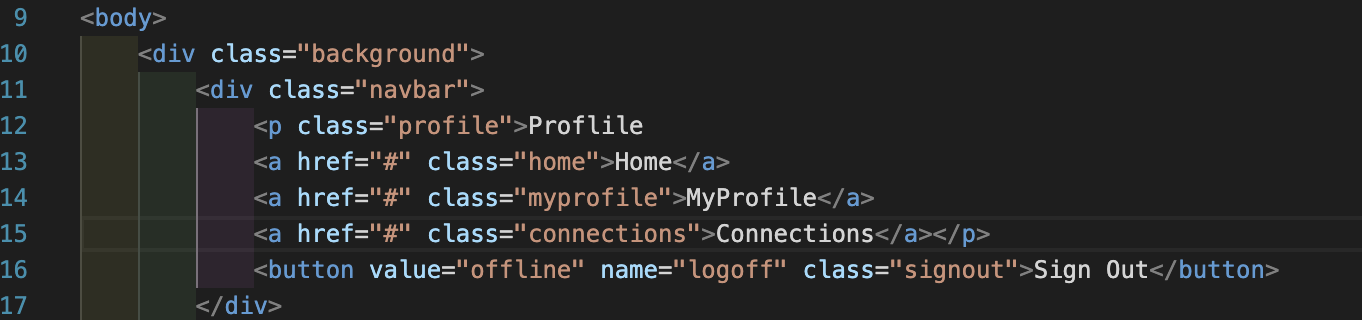 9 <body>
10 <div class="background">
11 <div class="navbar">
12 <p class="profile">Proflile
13 <a href="#" class="home">Home</a>
14 <a href="#" class="myprofile">MyProfile</a>
15 <a href="#" class="connections">Connections</a></p>
16 <button value="offline" name="logoff" class="signout">Sign Out</button>
17 </div>